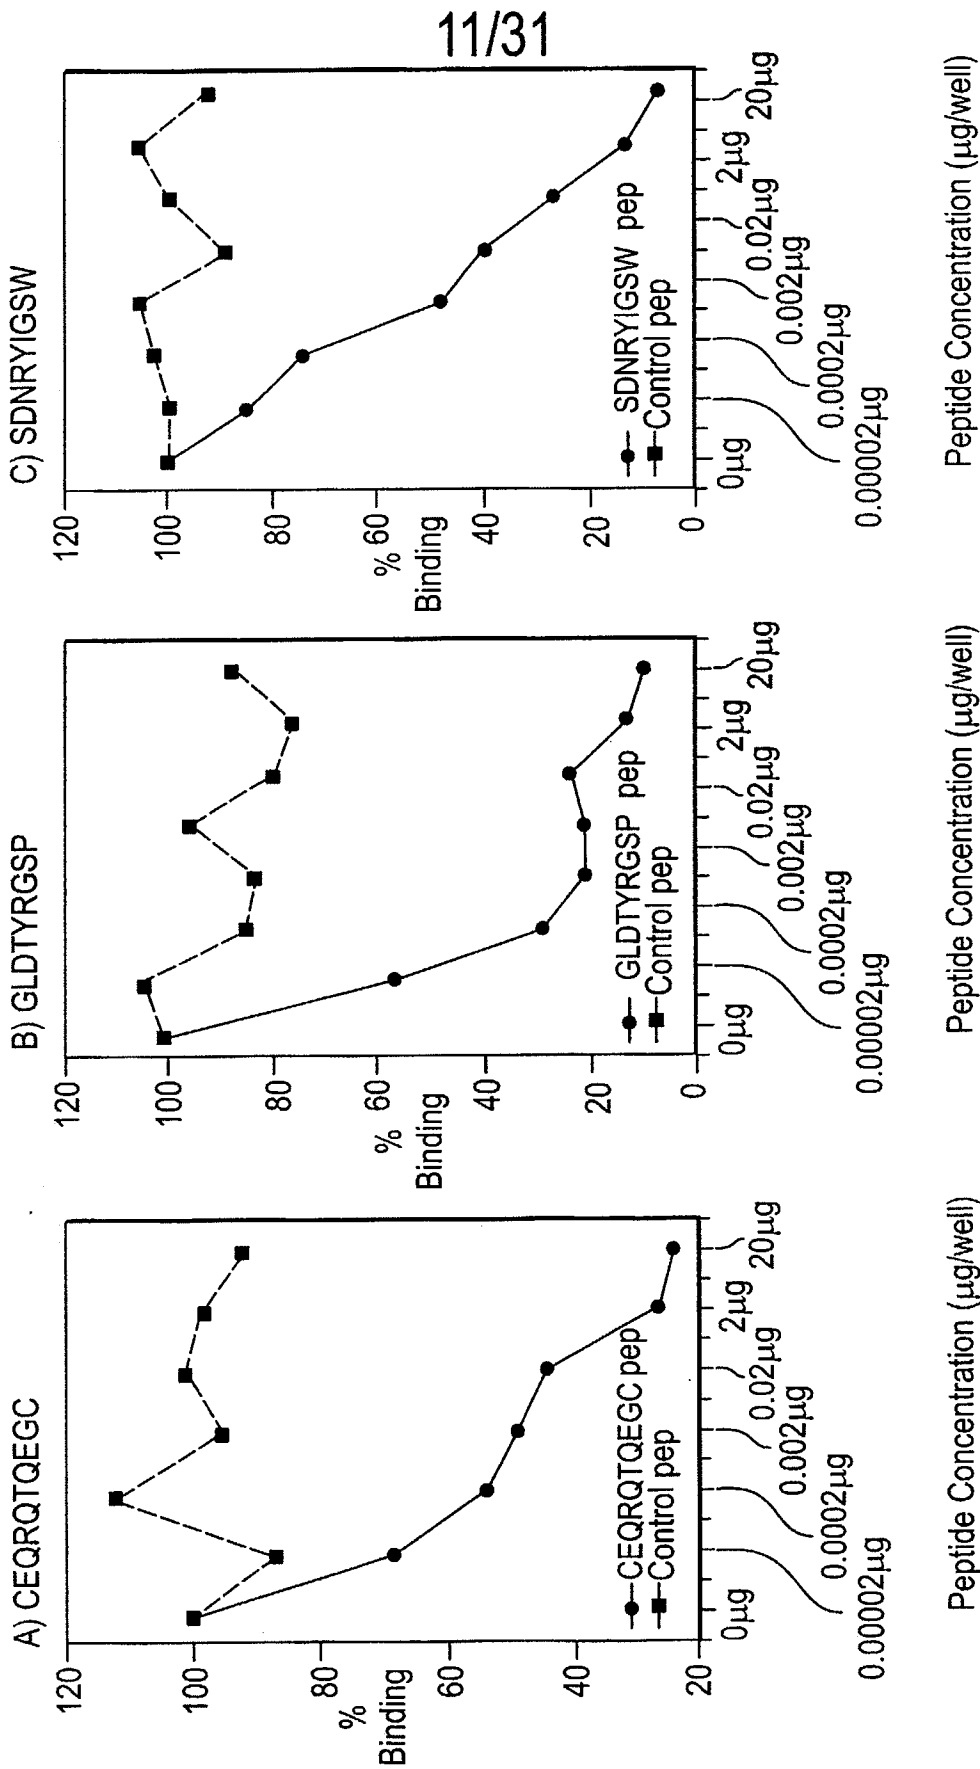 11/31
A) CEQRQTQEGC
120
100
80
60
40
20
% Binding
CEQRQTQEGC pep
Control pep
0µg
0.00002µg
0.0002µg
0.002µg
0.02µg
2µg
20µg
Peptide Concentration (µg/well)
B) GLDTYRGSP
120
100
80
60
40
20
0
% Binding
GLDTYRGSP pep
Control pep
0µg
0.00002µg
0.0002µg
0.002µg
0.02µg
2µg
20µg
Peptide Concentration (µg/well)
C) SDNRYIGSW
120
100
80
60
40
20
0
% Binding
SDNRYIGSW pep
Control pep
0µg
0.00002µg
0.0002µg
0.002µg
0.02µg
2µg
20µg
Peptide Concentration (µg/well)